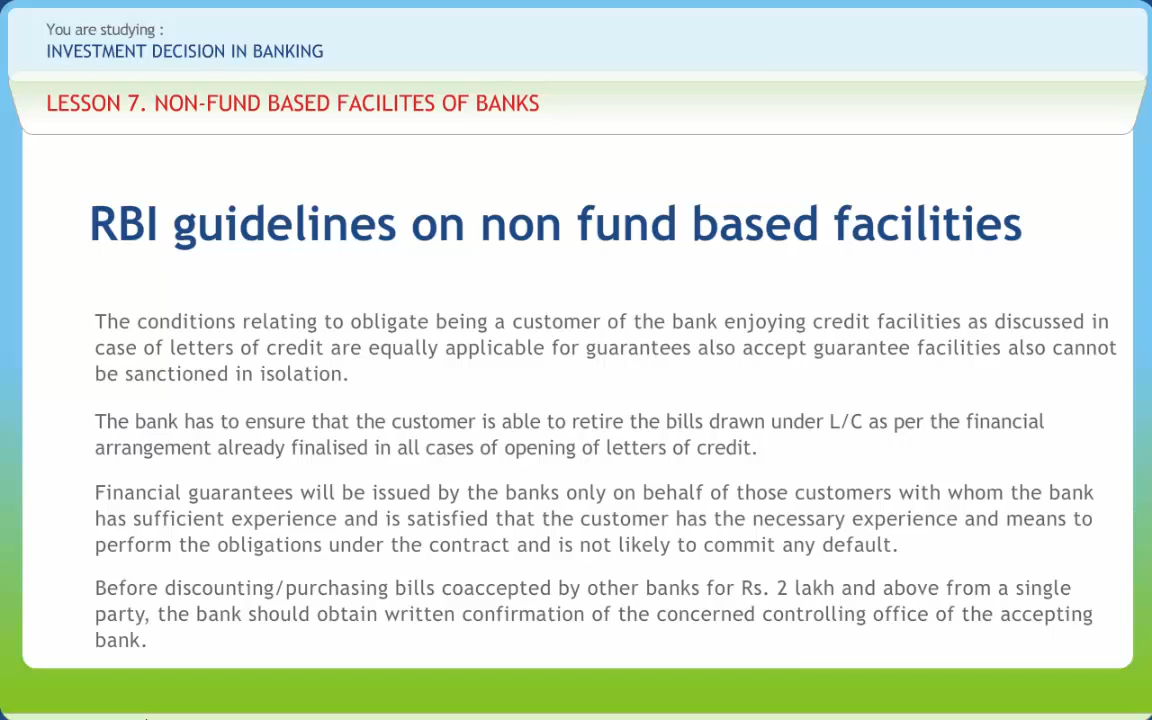 You are studying :
INVESTMENT DECISION IN BANKING
LESSON 7. NON-FUND BASED FACILITES OF BANKS
RBI guidelines on non fund based facilities
The conditions relating to obligate being a customer of the bank enjoying credit facilities as discussed in
case of letters of credit are equally applicable for guarantees also accept guarantee facilities also cannot
be sanctioned in isolation.
The bank has to ensure that the customer is able to retire the bills drawn under L/C as per the financial
arrangement already finalised in all cases of opening of letters of credit.
Financial guarantees will be issued by the banks only on behalf of those customers with whom the bank
has sufficient experience and is satisfied that the customer has the necessary experience and means to
perform the obligations under the contract and is not likely to commit any default.
Before discounting/purchasing bills coaccepted by other banks for Rs. 2 lakh and above from a single
party, the bank should obtain written confirmation of the concerned controlling office of the accepting
bank.